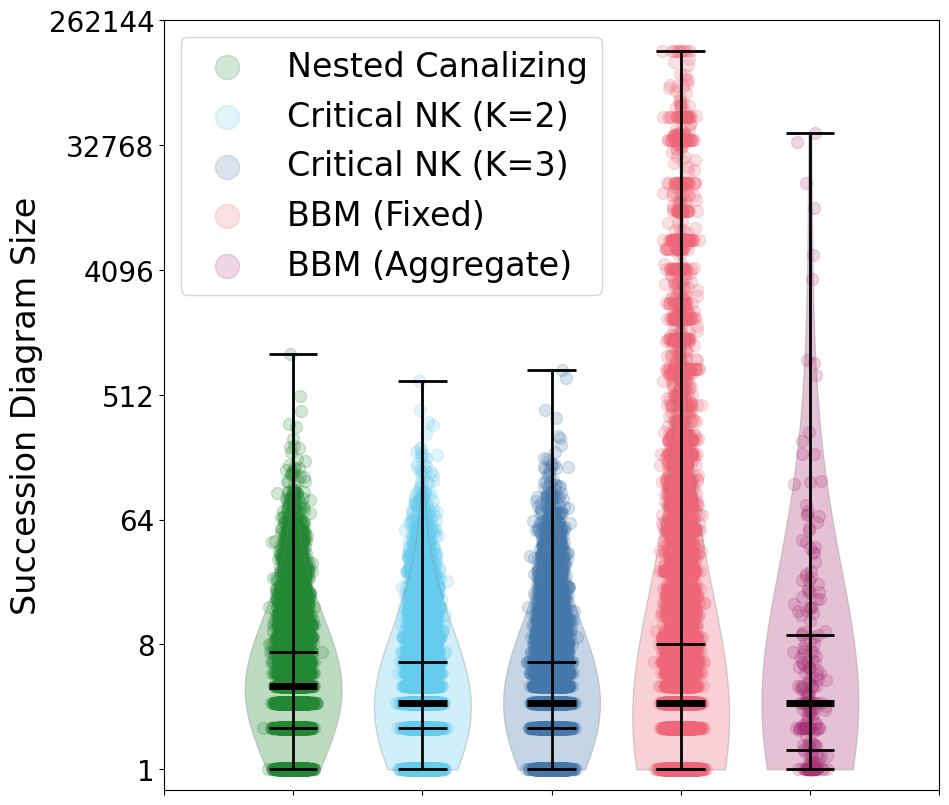 262144
32768
4096
512
64
8
1
Succession Diagram Size
Nested Canalizing
Critical NK (K=2)
Critical NK (K=3)
BBM (Fixed)
BBM (Aggregate)